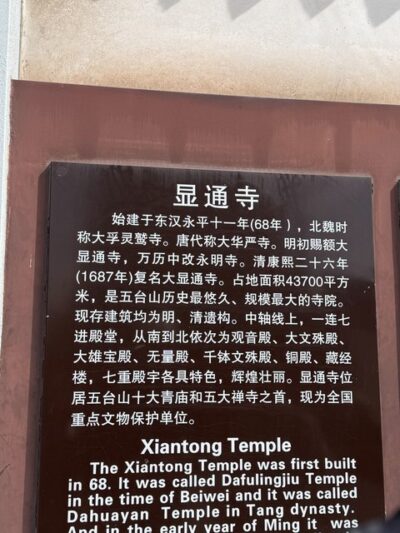 显通寺
始建于东汉永平十一年(68年），北魏时
称大孚灵鹫寺。唐代称大华严寺。明初赐额大
显通寺，万历中改永明寺。清康熙二十六年
(1687年)复名大显通寺。占地面积43700平方
米，是五台山历史最悠久、规模最大的寺院。
现存建筑均为明、清遗构。中轴线上，一连七
进殿堂，从南到北依次为观音殿、大文殊殿、
大雄宝殿、无量殿、千钵文殊殿、铜殿、藏经
楼，七重殿宇各具特色，辉煌壮丽。显通寺位
居五台山十大青庙和五大禅寺之首，现为全国
重点文物保护单位。
Xiantong Temple
The Xiantong Temple was first built
in 68. It was called Dafulingjiu Temple
in the time of Beiwei and it was called
Dahuayan Temple in Tang dynasty.
And in the early year of Ming it was